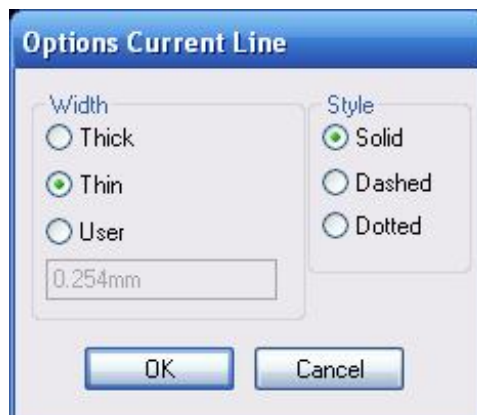 Options Current Line
Width
Thick
Thin
User
0.254mm
Style
Solid
Dashed
Dotted
OK
Cancel